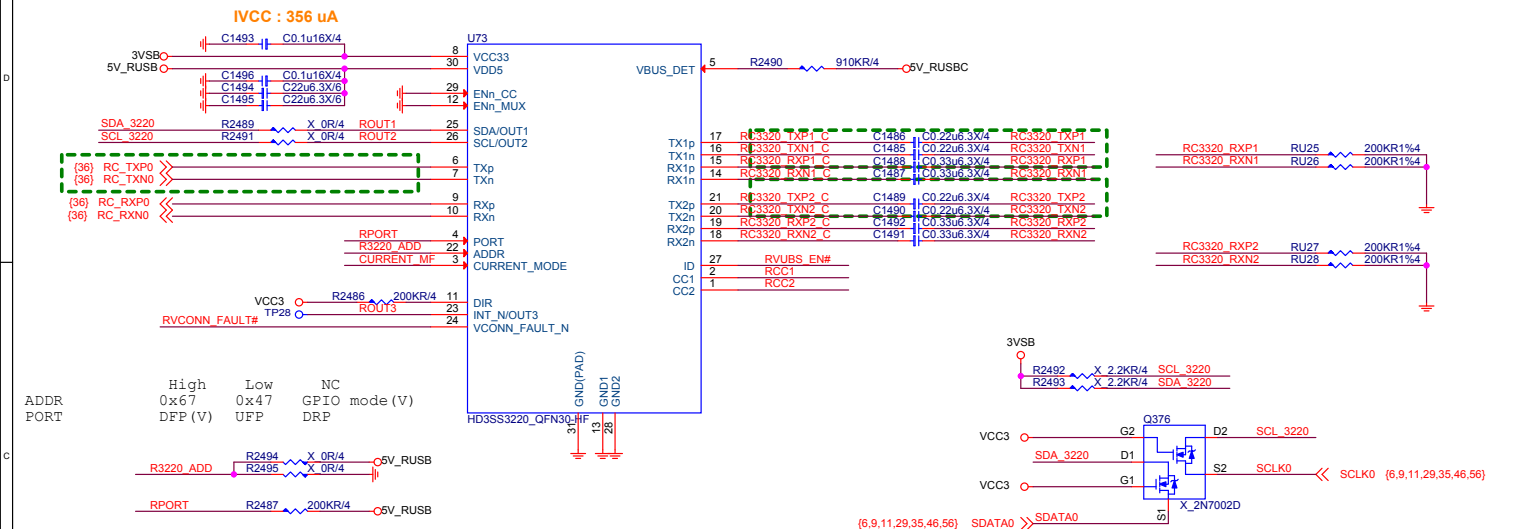 IVCC : 356 uA
D
C
C1493 C0.1u16X/4
3VSB
5V_RUSB
C1496 C0.1u16X/4
C1494 C22u6.3X/6
C1495 C22u6.3X/6
SDA_3220 R2489 X_0R/4 ROUT1
SCL_3220 R2491 X_0R/4 ROUT2
{36} RC_TXP0
{36} RC_TXN0
{36} RC_RXP0
{36} RC_RXN0
RPORT
R3220_ADD
CURRENT_MF
VCC3 R2486 200KR/4
TP28 ROUT3
RVCONN_FAULT#
U73
8 VCC33
30 VDD5
29 ENn_CC
12 ENn_MUX
25 SDA/OUT1
26 SCL/OUT2
6 TXp
7 TXn
9 RXp
10 RXn
4 PORT
22 ADDR
3 CURRENT_MODE
11 DIR
23 INT_N/OUT3
24 VCONN_FAULT_N
VBUS_DET 5 R2490 910KR/4 5V_RUSBC
TX1p 17 RC3320_TXP1_C C1486 C0.22u6.3X/4 RC3320_TXP1
TX1n 16 RC3320_TXN1_C C1485 C0.22u6.3X/4 RC3320_TXN1
RX1p 15 RC3320_RXP1_C C1488 C0.33u6.3X/4 RC3320_RXP1
RX1n 14 RC3320_RXN1_C C1487 C0.33u6.3X/4 RC3320_RXN1
TX2p 21 RC3320_TXP2_C C1489 C0.22u6.3X/4 RC3320_TXP2
TX2n 20 RC3320_TXN2_C C1490 C0.22u6.3X/4 RC3320_TXN2
RX2p 19 RC3320_RXP2_C C1492 C0.33u6.3X/4 RC3320_RXP2
RX2n 18 RC3320_RXN2_C C1491 C0.33u6.3X/4 RC3320_RXN2
ID 27 RVUBS_EN#
CC1 2 RCC1
CC2 1 RCC2
GND(PAD) GND1 GND2
31 13 28
HD3SS3220_QFN30-HF
RC3320_RXP1 RU25 200KR1%4
RC3320_RXN1 RU26 200KR1%4
RC3320_RXP2 RU27 200KR1%4
RC3320_RXN2 RU28 200KR1%4
High Low NC
ADDR 0x67 0x47 GPIO mode(V)
PORT DFP(V) UFP DRP
R3220_ADD R2494 X_0R/4 5V_RUSB
R2495 X_0R/4
RPORT R2487 200KR/4 5V_RUSB
3VSB
R2492 X_2.2KR/4 SCL_3220
R2493 X_2.2KR/4 SDA_3220
Q376
VCC3 G2 D2 SCL_3220
SDA_3220 D1 S2 SCLK0 SCLK0 {6,9,11,29,35,46,56}
VCC3 G1
X_2N7002D
S1
{6,9,11,29,35,46,56} SDATA0 SDATA0